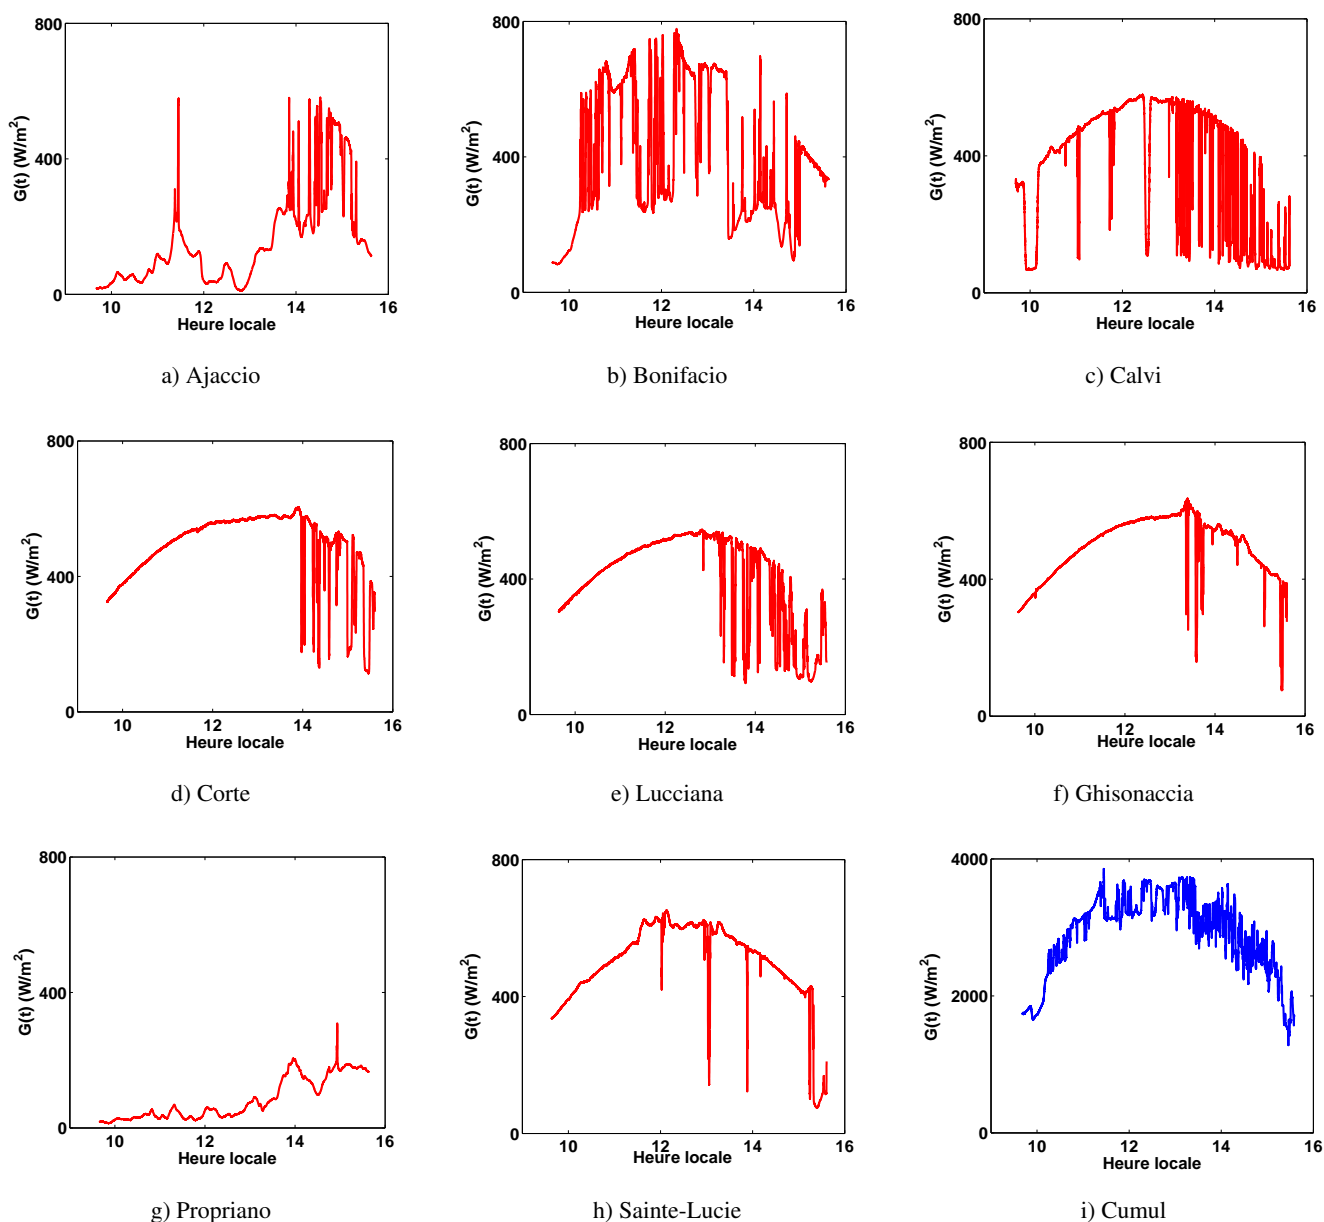 800
400
0
10 12 14 16
G(t) (W/m²)
Heure locale
a) Ajaccio
800
400
0
10 12 14 16
G(t) (W/m²)
Heure locale
b) Bonifacio
800
400
0
10 12 14 16
G(t) (W/m²)
Heure locale
c) Calvi
800
400
0
10 12 14 16
G(t) (W/m²)
Heure locale
d) Corte
800
400
0
10 12 14 16
G(t) (W/m²)
Heure locale
e) Lucciana
800
400
0
10 12 14 16
G(t) (W/m²)
Heure locale
f) Ghisonaccia
800
400
0
10 12 14 16
G(t) (W/m²)
Heure locale
g) Propriano
800
400
0
10 12 14 16
G(t) (W/m²)
Heure locale
h) Sainte-Lucie
4000
2000
0
10 12 14 16
G(t) (W/m²)
Heure locale
i) Cumul